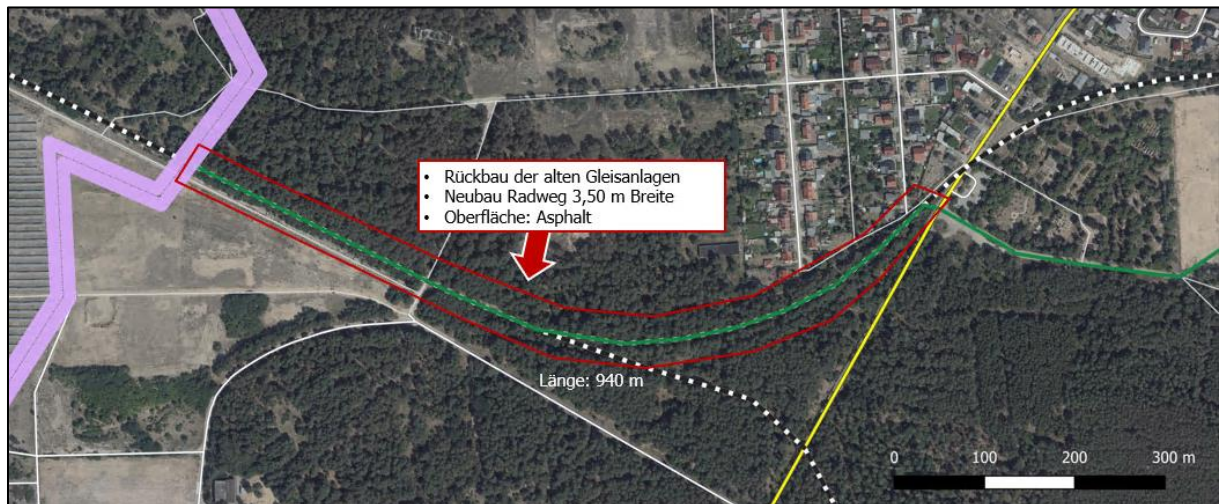 • Rückbau der alten Gleisanlagen
• Neubau Radweg 3,50 m Breite
• Oberfläche: Asphalt
Länge: 940 m
0 100 200 300 m